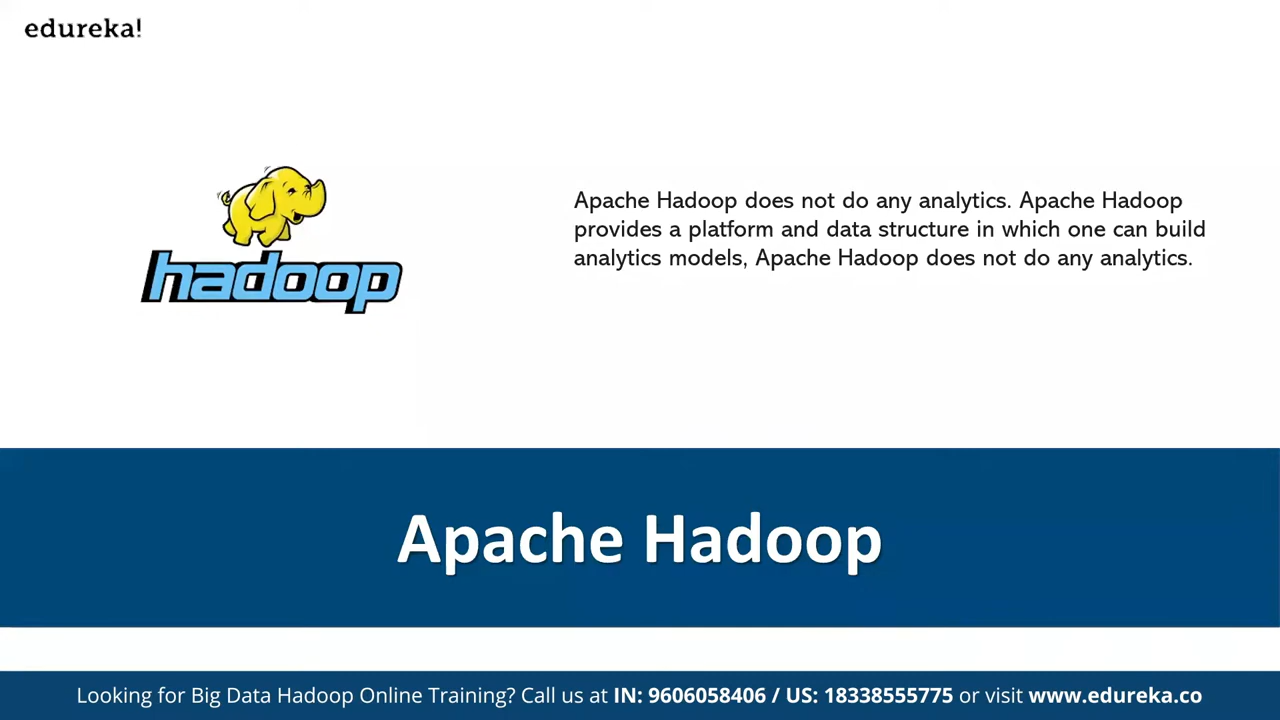 edureka!
hadoop
Apache Hadoop does not do any analytics. Apache Hadoop
provides a platform and data structure in which one can build
analytics models, Apache Hadoop does not do any analytics.
Apache Hadoop
Looking for Big Data Hadoop Online Training? Call us at IN: 9606058406 / US: 18338555775 or visit www.edureka.co